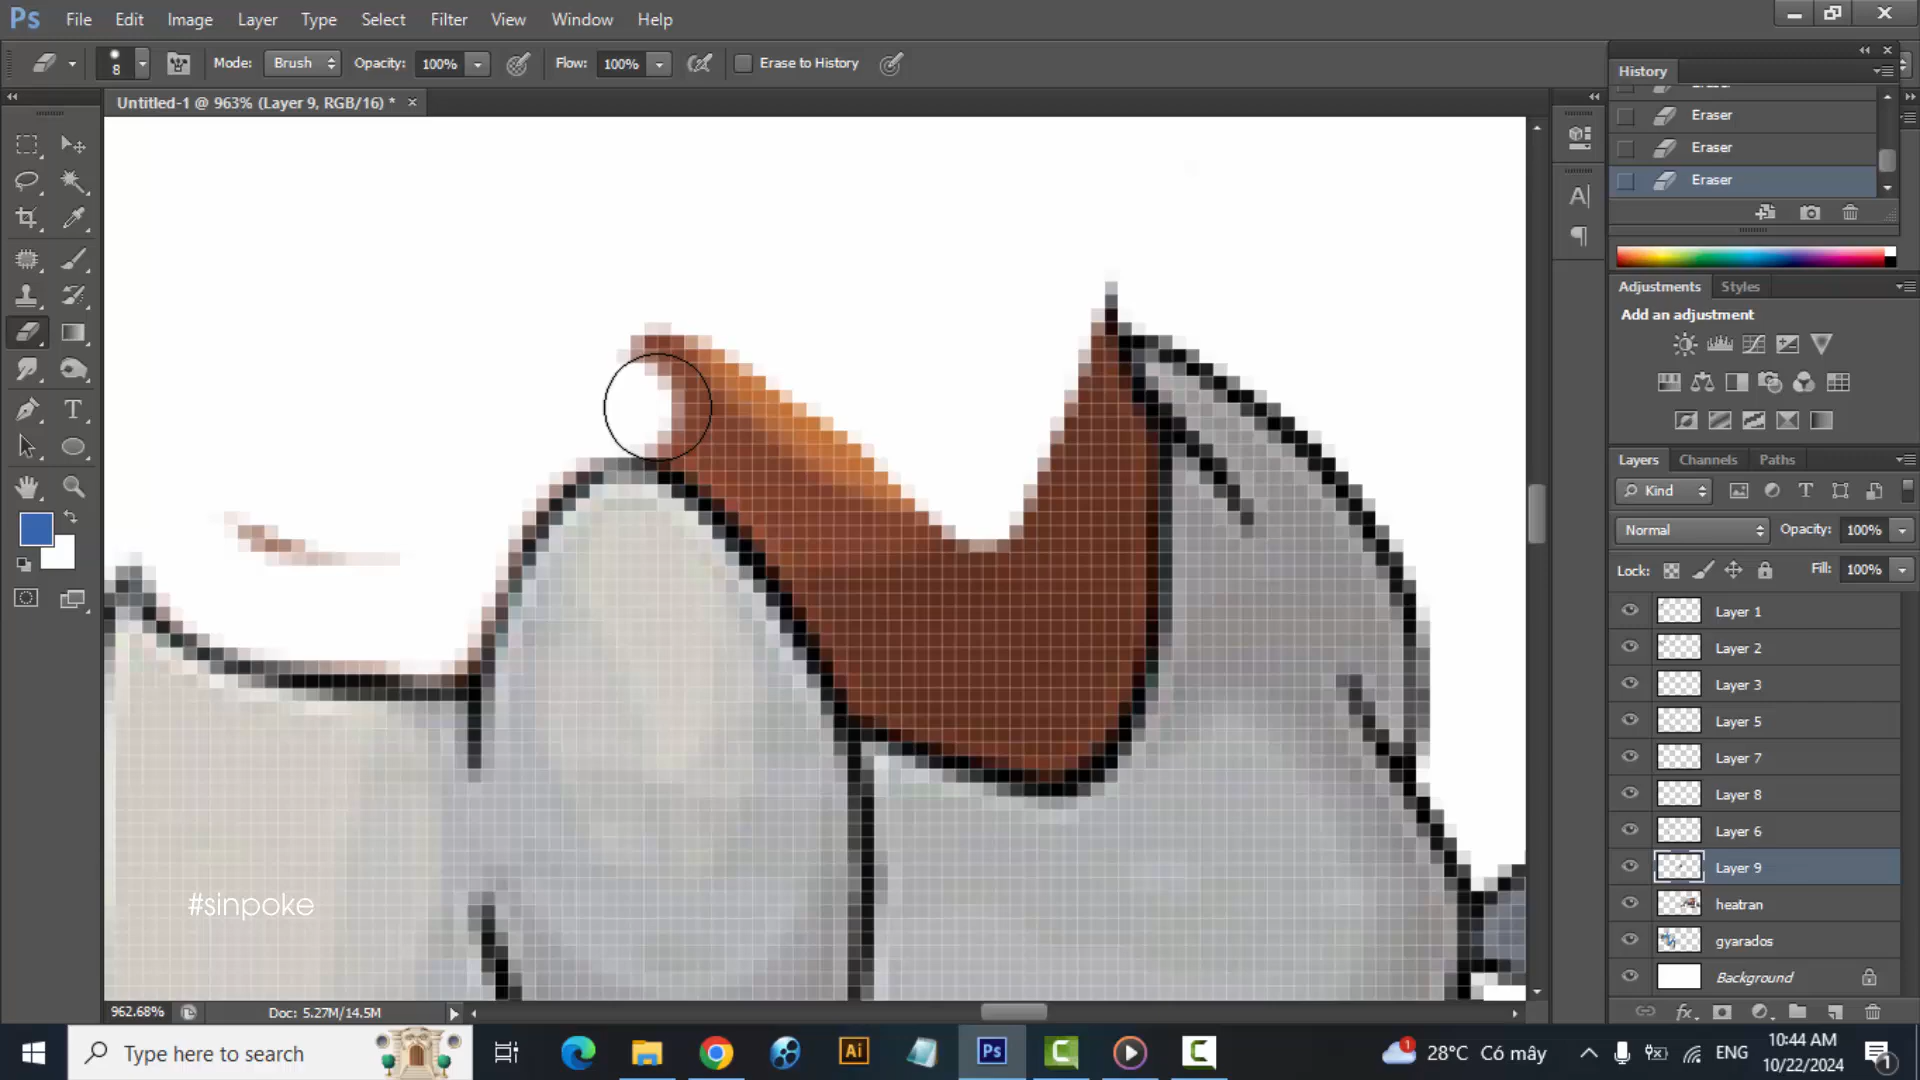 Ps File Edit Image Layer Type Select Filter View Window Help
8 Mode: Brush Opacity: 100% Flow: 100% Erase to History
Untitled-1 @ 963% (Layer 9, RGB/16) *
History
Eraser
Eraser
Eraser
Adjustments Styles
Add an adjustment
Layers Channels Paths
Kind
Normal Opacity: 100%
Lock: Fill: 100%
Layer 1
Layer 2
Layer 3
Layer 5
Layer 7
Layer 8
Layer 6
Layer 9
heatran
gyarados
Background
#sinpoke
962.68% Doc: 5.27M/14.5M
Type here to search
Ai Ps
1 28°C Có mây ENG
10:44 AM
10/22/2024
1